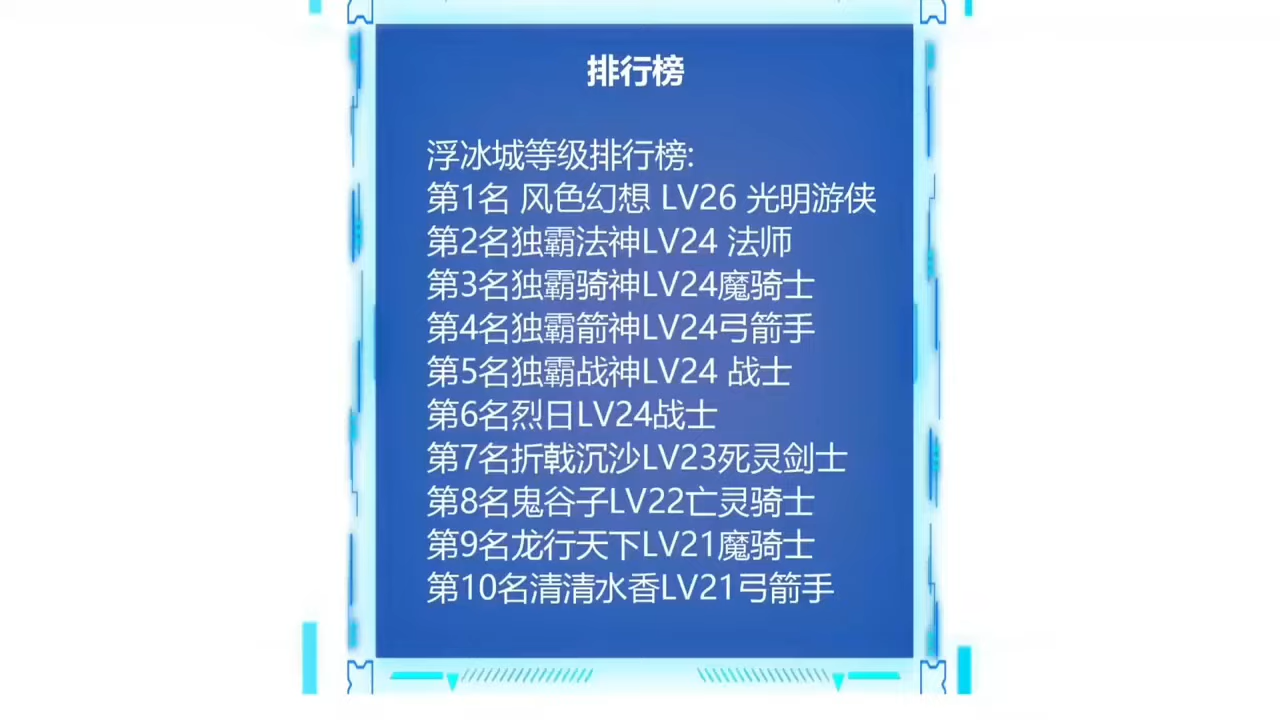 排行榜
浮冰城等级排行榜:
第1名 风色幻想 LV26 光明游侠
第2名独霸法神LV24 法师
第3名独霸骑神LV24魔骑士
第4名独霸箭神LV24弓箭手
第5名独霸战神LV24 战士
第6名烈日LV24战士
第7名折戟沉沙LV23死灵剑士
第8名鬼谷子LV22亡灵骑士
第9名龙行天下LV21魔骑士
第10名清清水香LV21弓箭手